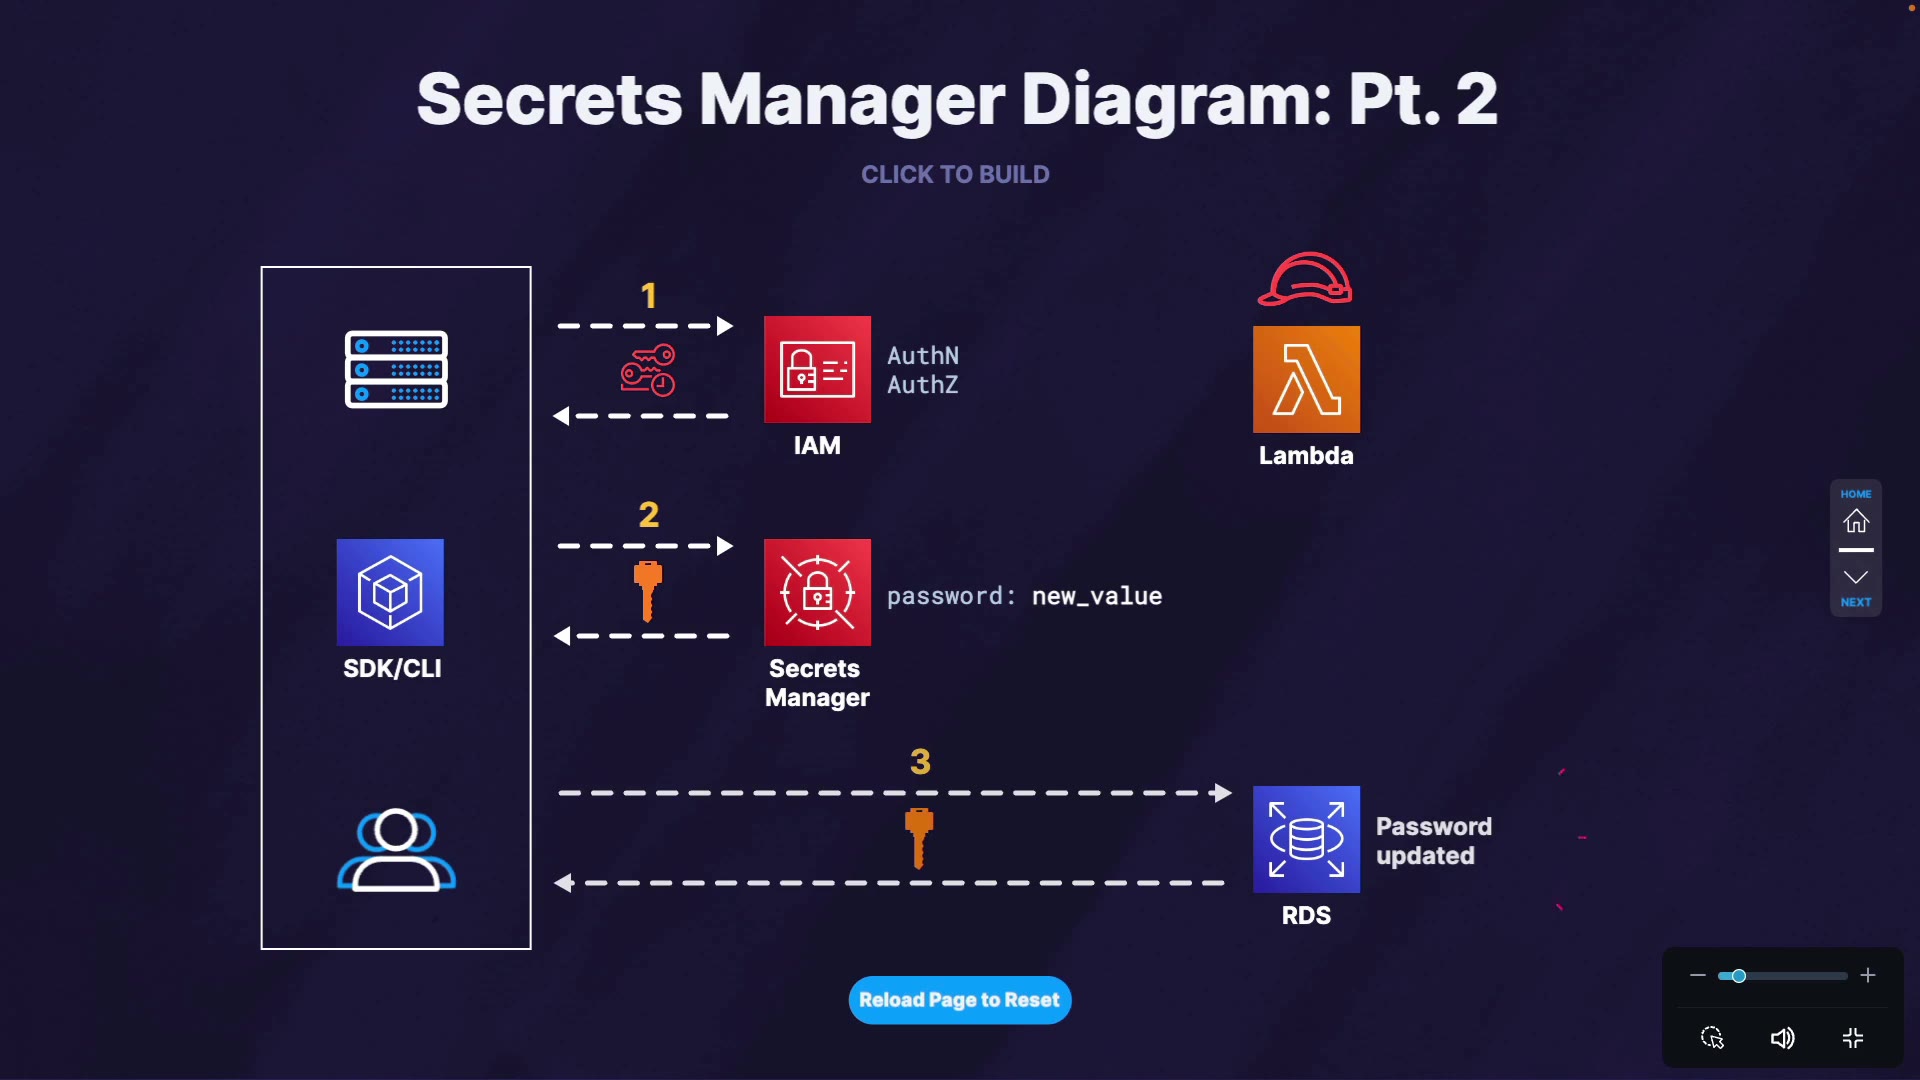 Secrets Manager Diagram: Pt. 2
CLICK TO BUILD
1
AuthN
AuthZ
IAM
Lambda
HOME
NEXT
2
password: new_value
SDK/CLI
Secrets
Manager
3
Password
updated
RDS
Reload Page to Reset